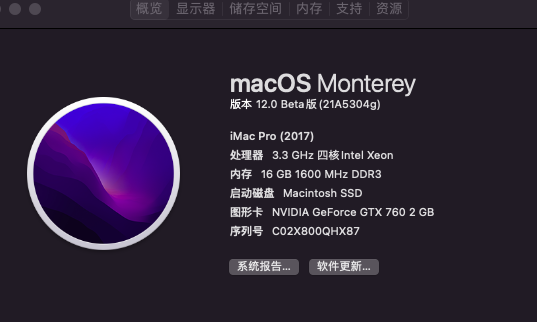 概览 显示器 储存空间 内存 支持 资源
macOS Monterey
版本 12.0 Beta版 (21A5304g)
iMac Pro (2017)
处理器 3.3 GHz 四核Intel Xeon
内存 16 GB 1600 MHz DDR3
启动磁盘 Macintosh SSD
图形卡 NVIDIA GeForce GTX 760 2 GB
序列号 C02X800QHX87
系统报告... 软件更新...